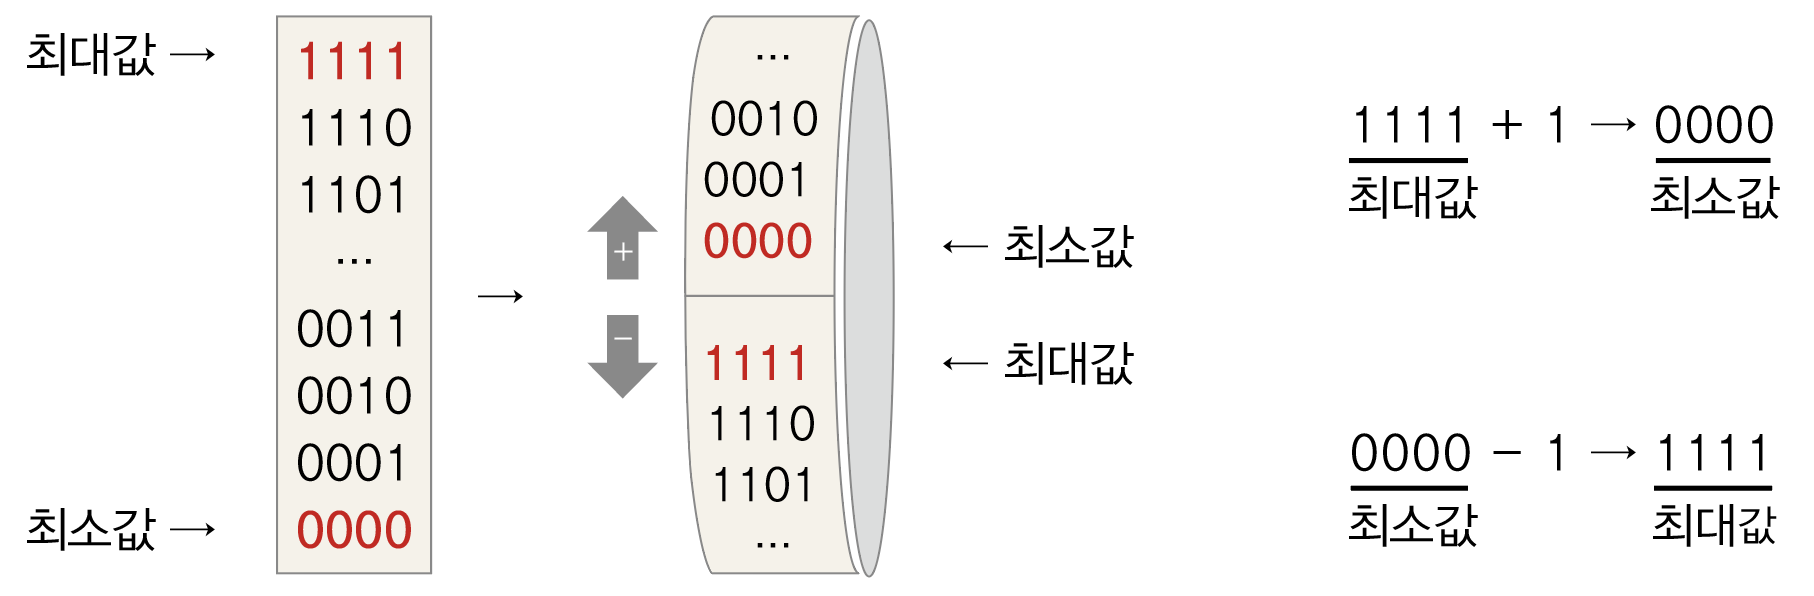 최대값 →
1111
1110
1101
...
0011
0010
0001
최소값 → 0000
→
+
−
...
0010
0001
0000 ← 최소값
1111 ← 최대값
1110
1101
...
1111 + 1 → 0000
최대값 최소값
0000 − 1 → 1111
최소값 최대값